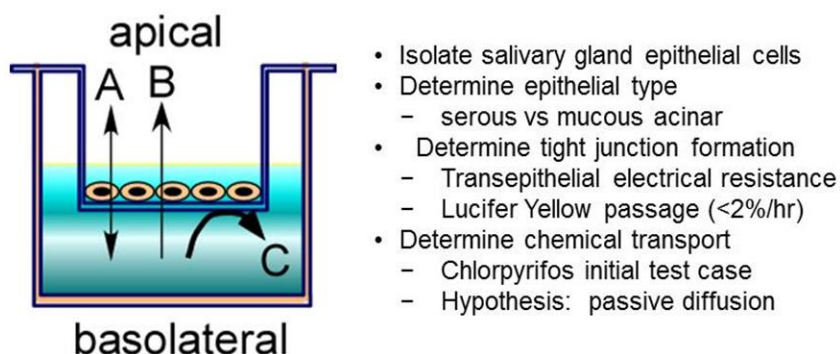 apical
A B
C
basolateral
• Isolate salivary gland epithelial cells
• Determine epithelial type
− serous vs mucous acinar
• Determine tight junction formation
− Transepithelial electrical resistance
− Lucifer Yellow passage (<2%/hr)
• Determine chemical transport
− Chlorpyrifos initial test case
− Hypothesis: passive diffusion